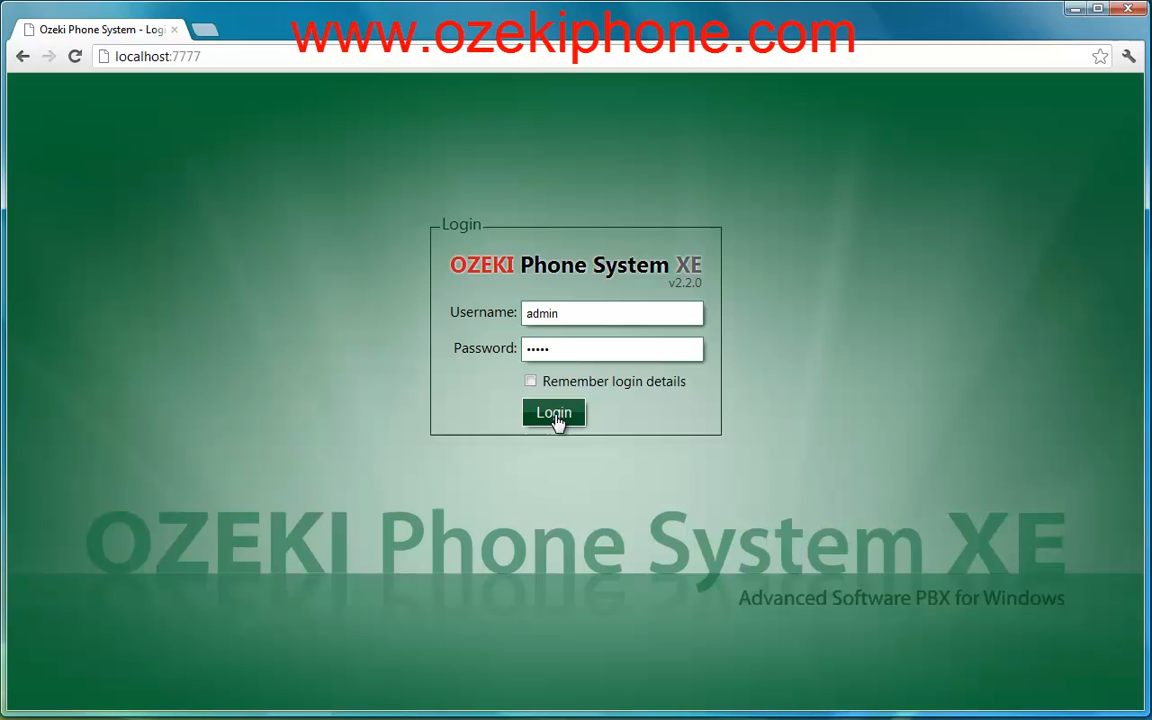 www.ozekiphone.com
Ozeki Phone System - Logi
localhost:7777
Login
OZEKI Phone System XE
v2.2.0
Username: admin
Password: •••••
Remember login details
Login
OZEKI Phone System XE
Advanced Software PBX for Windows